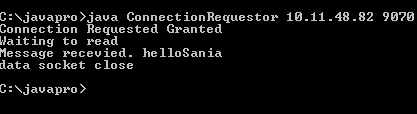 C:\javapro>java ConnectionRequestor 10.11.48.82 9070
Connection Requested Granted
Waiting to read
Message recevied. helloSania
data socket close
C:\javapro>